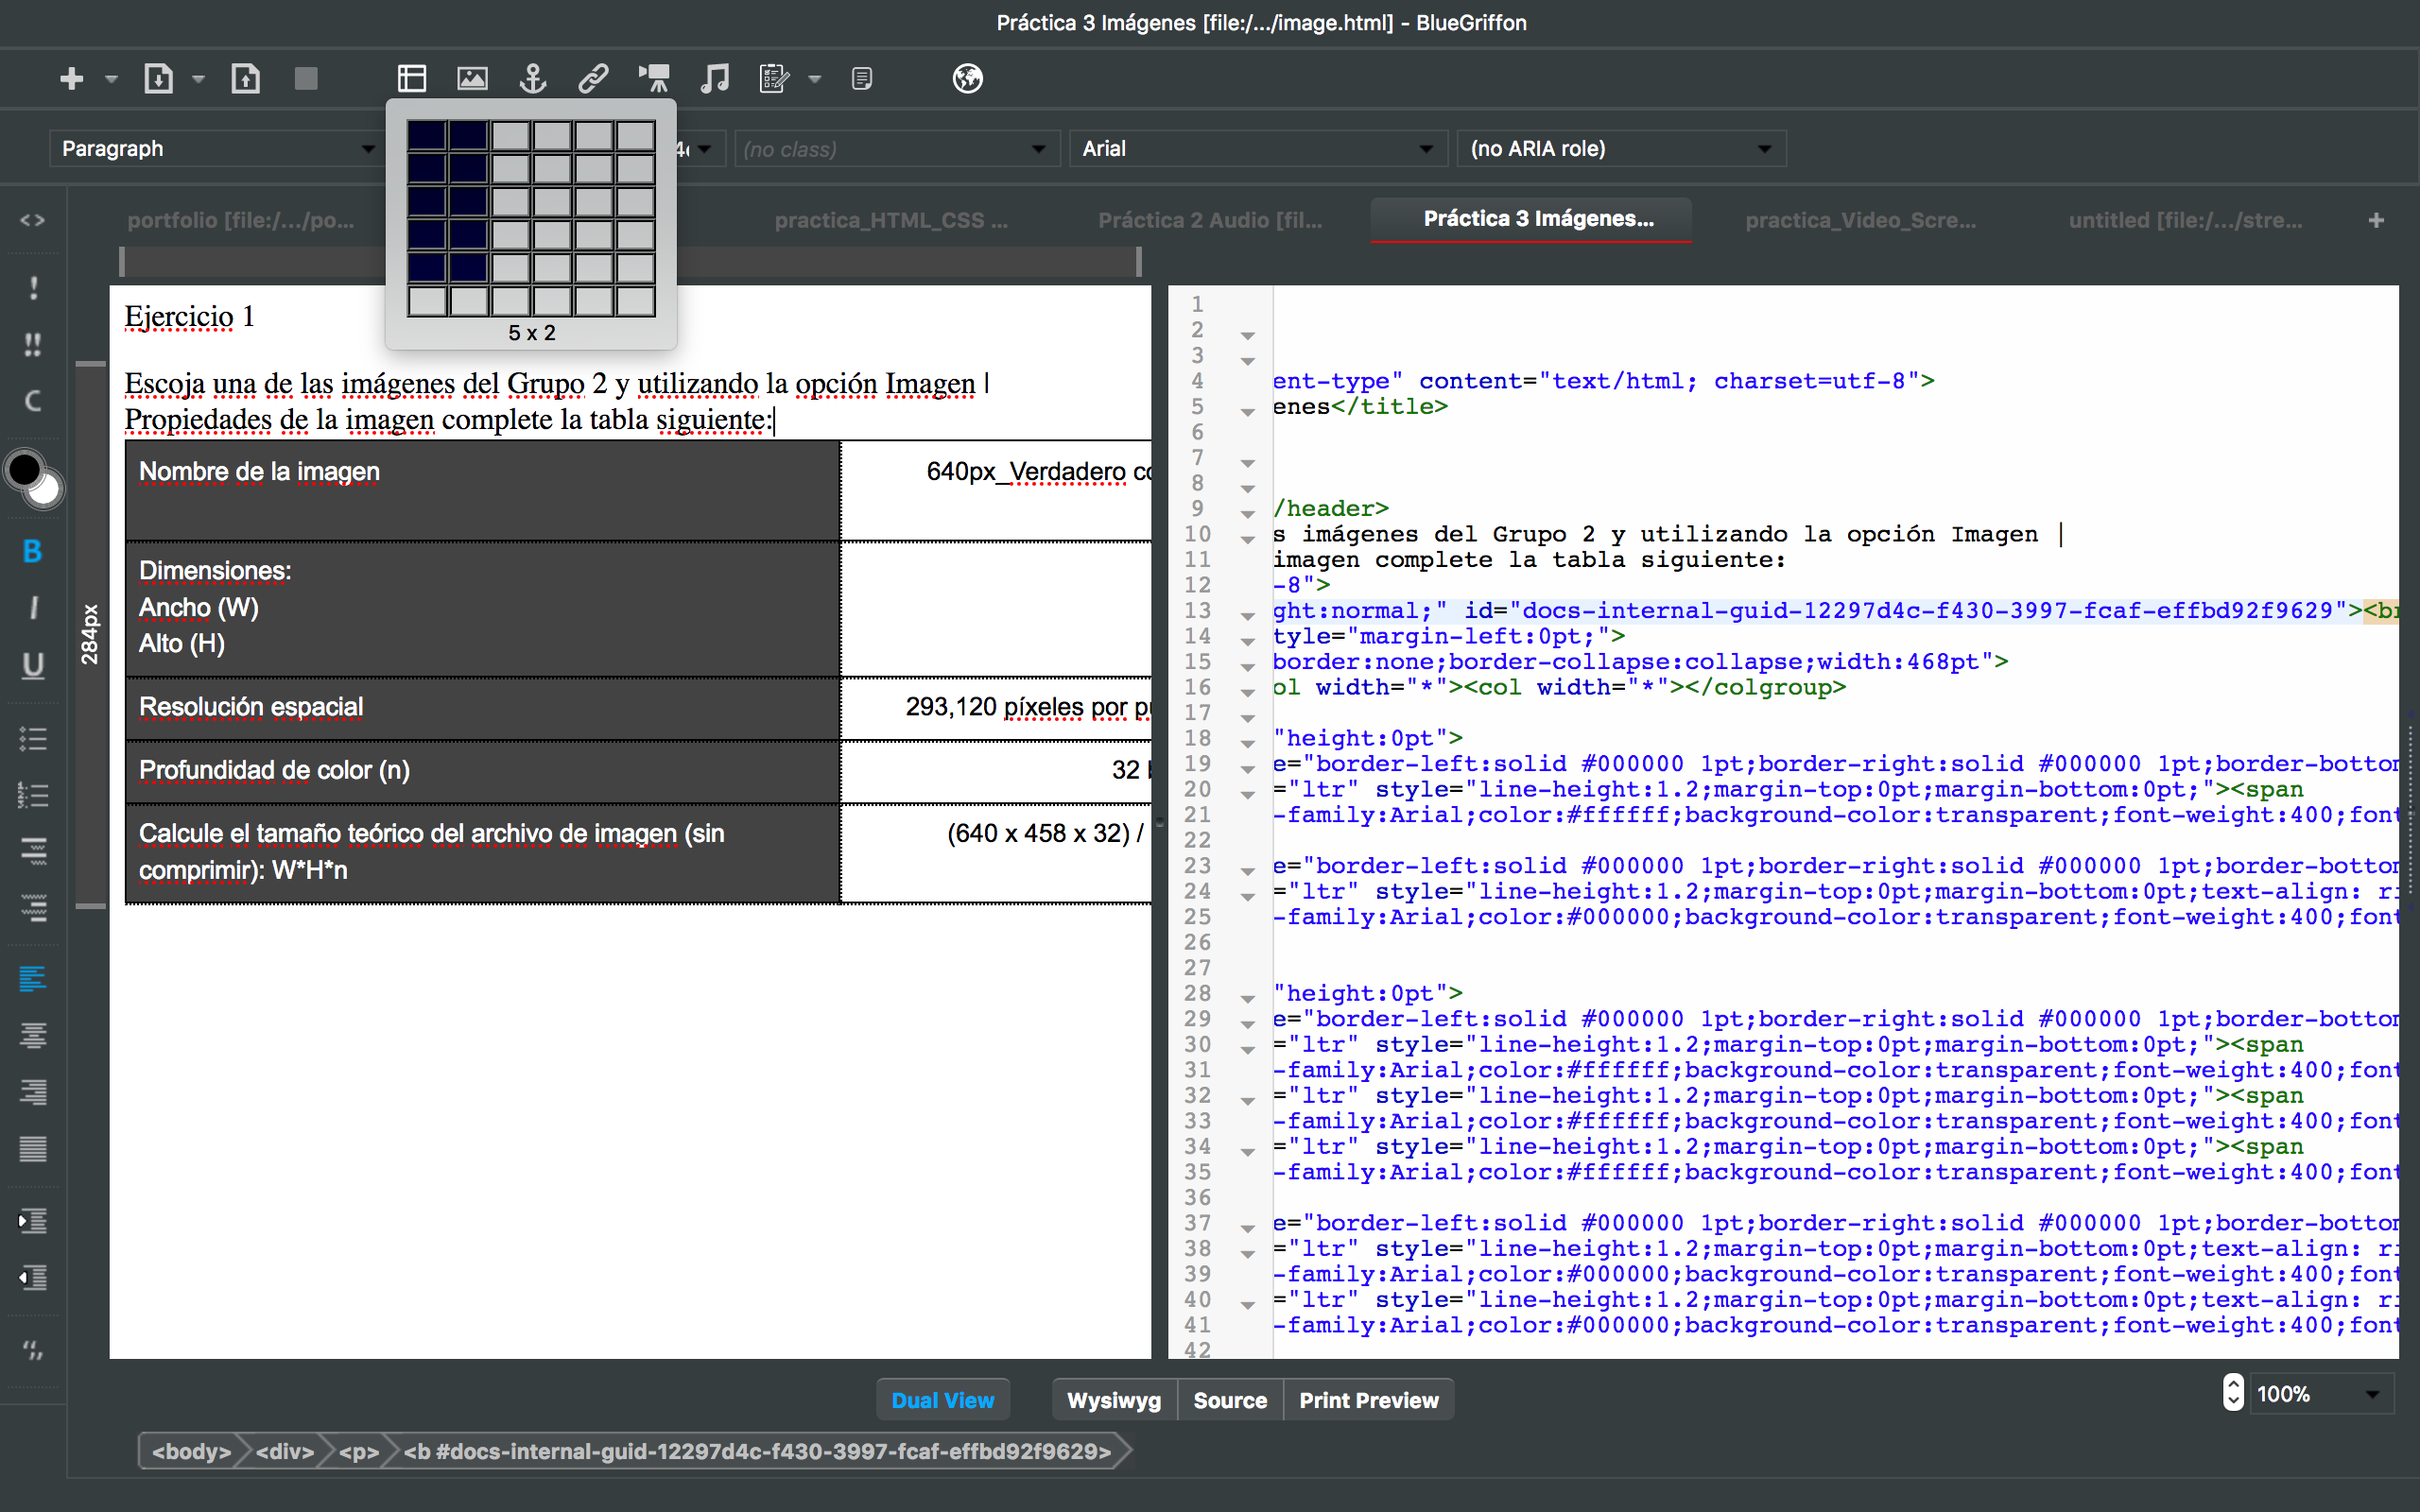 Práctica 3 Imágenes [file:/.../image.html] - BlueGriffon
Paragraph
(no class)
Arial
(no ARIA role)
portfolio [file:/.../po...
practica_HTML_CSS ...
Práctica 2 Audio [fil...
Práctica 3 Imágenes...
practica_Video_Scre...
untitled [file:/.../stre...
5 x 2
284px
Ejercicio 1
Escoja una de las imágenes del Grupo 2 y utilizando la opción Imagen |
Propiedades de la imagen complete la tabla siguiente:
Nombre de la imagen
640px_Verdadero
Dimensiones:
Ancho (W)
Alto (H)
Resolución espacial
293,120 píxeles por
Profundidad de color (n)
32
Calcule el tamaño teórico del archivo de imagen (sin
comprimir): W*H*n
(640 x 458 x 32) /
1
2
3
4 ent-type" content="text/html; charset=utf-8">
5 enes</title>
6
7
8
9 /header>
10 s imágenes del Grupo 2 y utilizando la opción Imagen |
11 imagen complete la tabla siguiente:
12 -8">
13 ght:normal;" id="docs-internal-guid-12297d4c-f430-3997-fcaf-effbd92f9629"><b
14 tyle="margin-left:0pt;">
15 border:none;border-collapse:collapse;width:468pt">
16 ol width="*"><col width="*"></colgroup>
17
18 "height:0pt">
19 e="border-left:solid #000000 1pt;border-right:solid #000000 1pt;border-bottom
20 ="ltr" style="line-height:1.2;margin-top:0pt;margin-bottom:0pt;"><span
21 -family:Arial;color:#ffffff;background-color:transparent;font-weight:400;font
22
23 e="border-left:solid #000000 1pt;border-right:solid #000000 1pt;border-bottom
24 ="ltr" style="line-height:1.2;margin-top:0pt;margin-bottom:0pt;text-align: r
25 -family:Arial;color:#000000;background-color:transparent;font-weight:400;font
26
27
28 "height:0pt">
29 e="border-left:solid #000000 1pt;border-right:solid #000000 1pt;border-bottom
30 ="ltr" style="line-height:1.2;margin-top:0pt;margin-bottom:0pt;"><span
31 -family:Arial;color:#ffffff;background-color:transparent;font-weight:400;font
32 ="ltr" style="line-height:1.2;margin-top:0pt;margin-bottom:0pt;"><span
33 -family:Arial;color:#ffffff;background-color:transparent;font-weight:400;font
34 ="ltr" style="line-height:1.2;margin-top:0pt;margin-bottom:0pt;"><span
35 -family:Arial;color:#ffffff;background-color:transparent;font-weight:400;font
36
37 e="border-left:solid #000000 1pt;border-right:solid #000000 1pt;border-bottom
38 ="ltr" style="line-height:1.2;margin-top:0pt;margin-bottom:0pt;text-align: r
39 -family:Arial;color:#000000;background-color:transparent;font-weight:400;font
40 ="ltr" style="line-height:1.2;margin-top:0pt;margin-bottom:0pt;text-align: r
41 -family:Arial;color:#000000;background-color:transparent;font-weight:400;font
42
Dual View
Wysiwyg
Source
Print Preview
100%
<body>
<div>
<p>
<b #docs-internal-guid-12297d4c-f430-3997-fcaf-effbd92f9629>